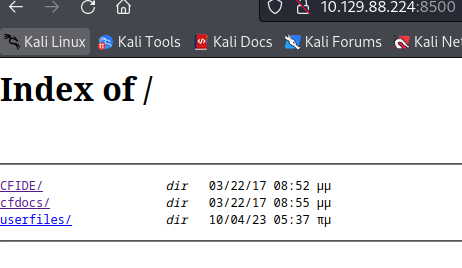 10.129.88.224:8500
Kali Linux Kali Tools Kali Docs Kali Forums Kali Ne
Index of /
CFIDE/ dir 03/22/17 08:52 μμ
cfdocs/ dir 03/22/17 08:55 μμ
userfiles/ dir 10/04/23 05:37 πμ